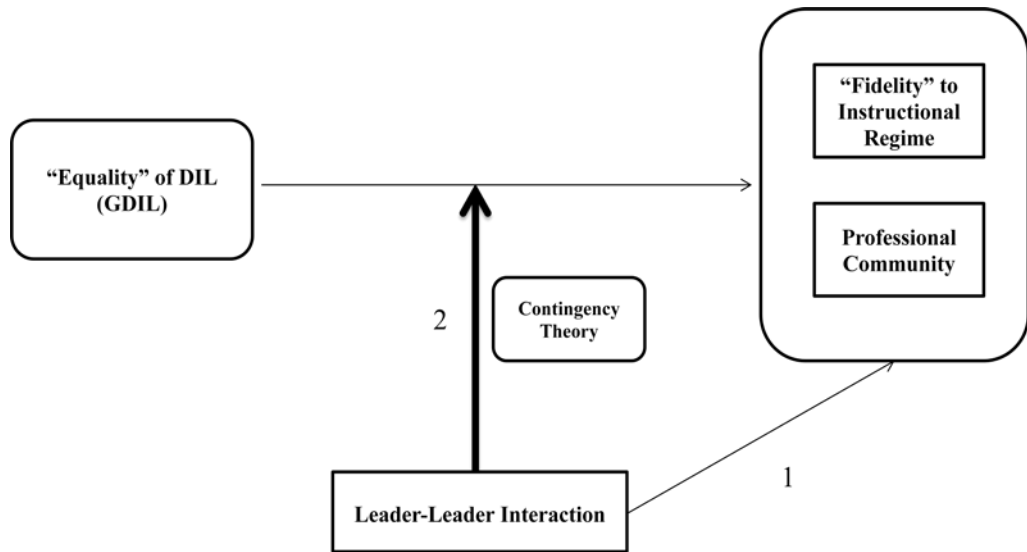 “Equality” of DIL
(GDIL)
“Fidelity” to
Instructional
Regime
Professional
Community
2
Contingency
Theory
Leader-Leader Interaction
1